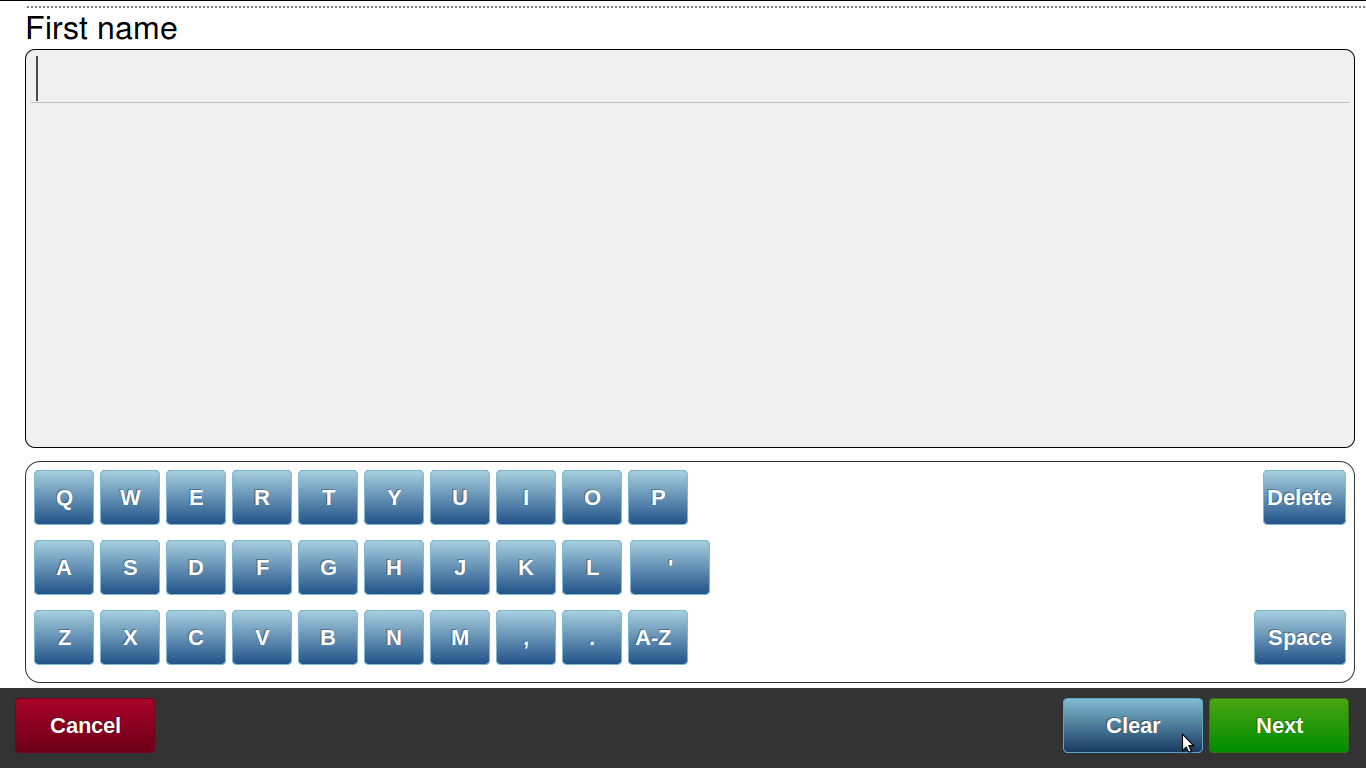 First name
Q W E R T Y U I O P Delete
A S D F G H J K L '
Z X C V B N M , . A-Z Space
Cancel Clear Next